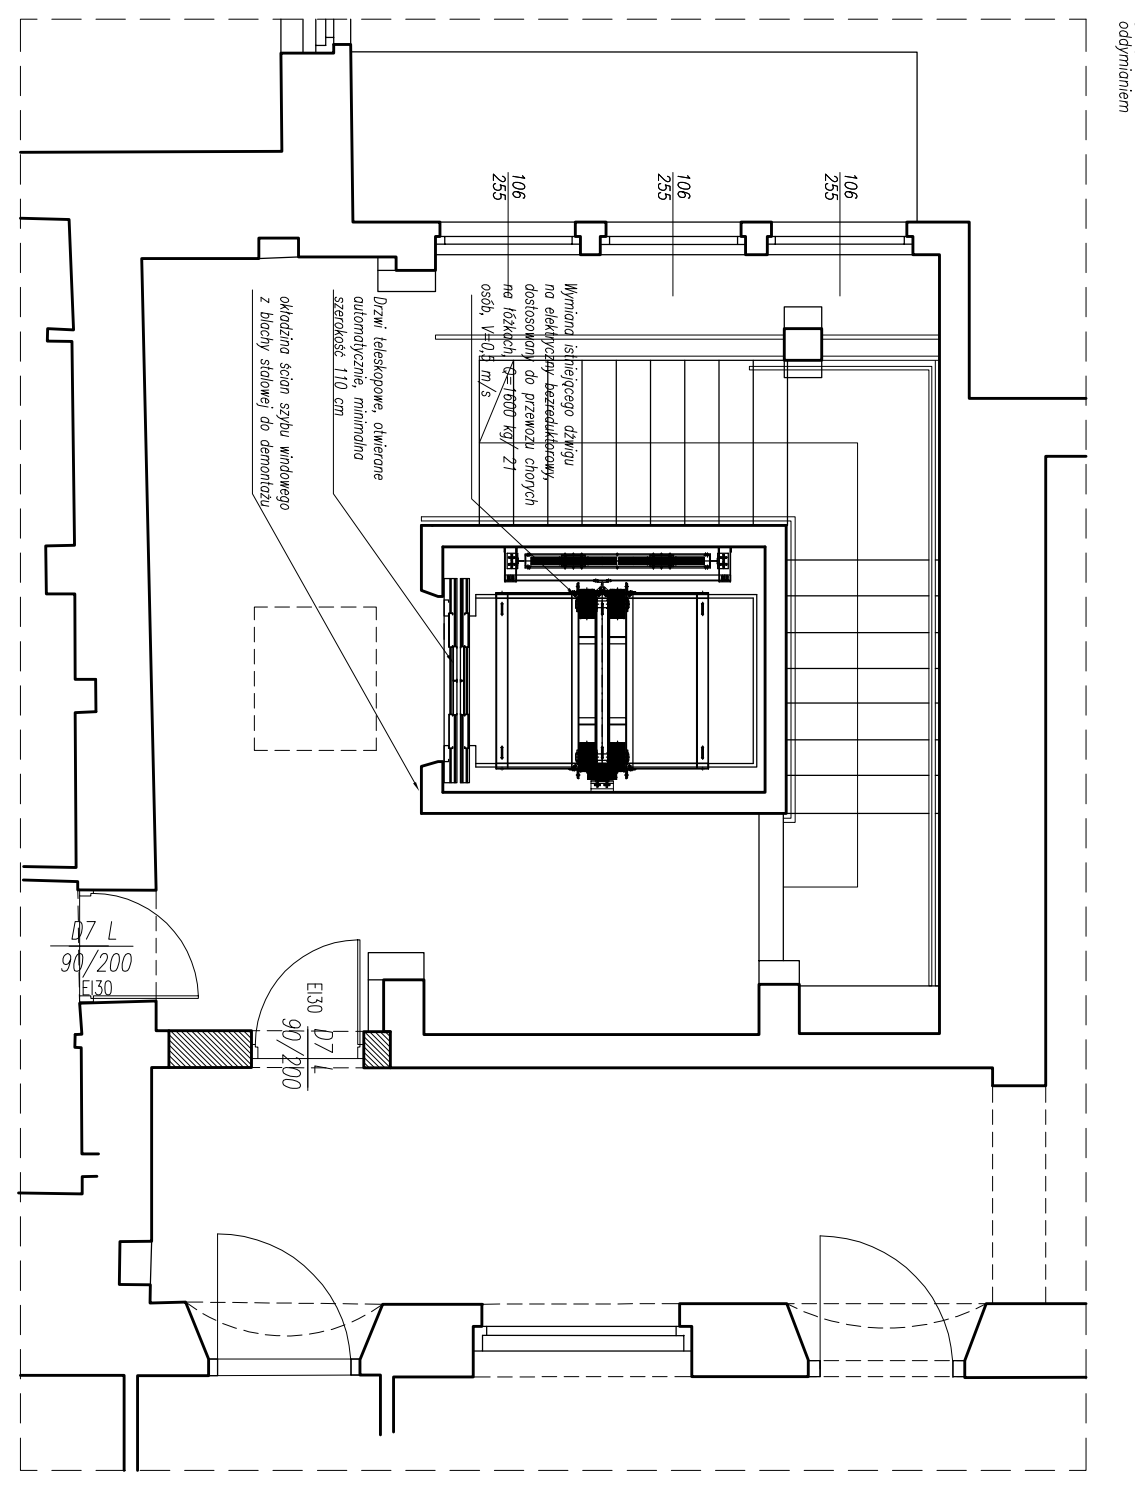 oddymianiem
106
255
106
255
106
255
Wymiana istniejącego dźwigu
na elektryczny bezreduktorowy,
dostosowany do przewozu chorych
na łóżkach, Q=1600 kg/ 21
osób, V=0,5 m/s
Drzwi teleskopowe, otwierane
automatycznie, minimalna
szerokość 110 cm
okładzina ścian szybu windowego
z blachy stalowej do demontażu
D7 L
90/200
EI30
EI30
D7 L
90/200